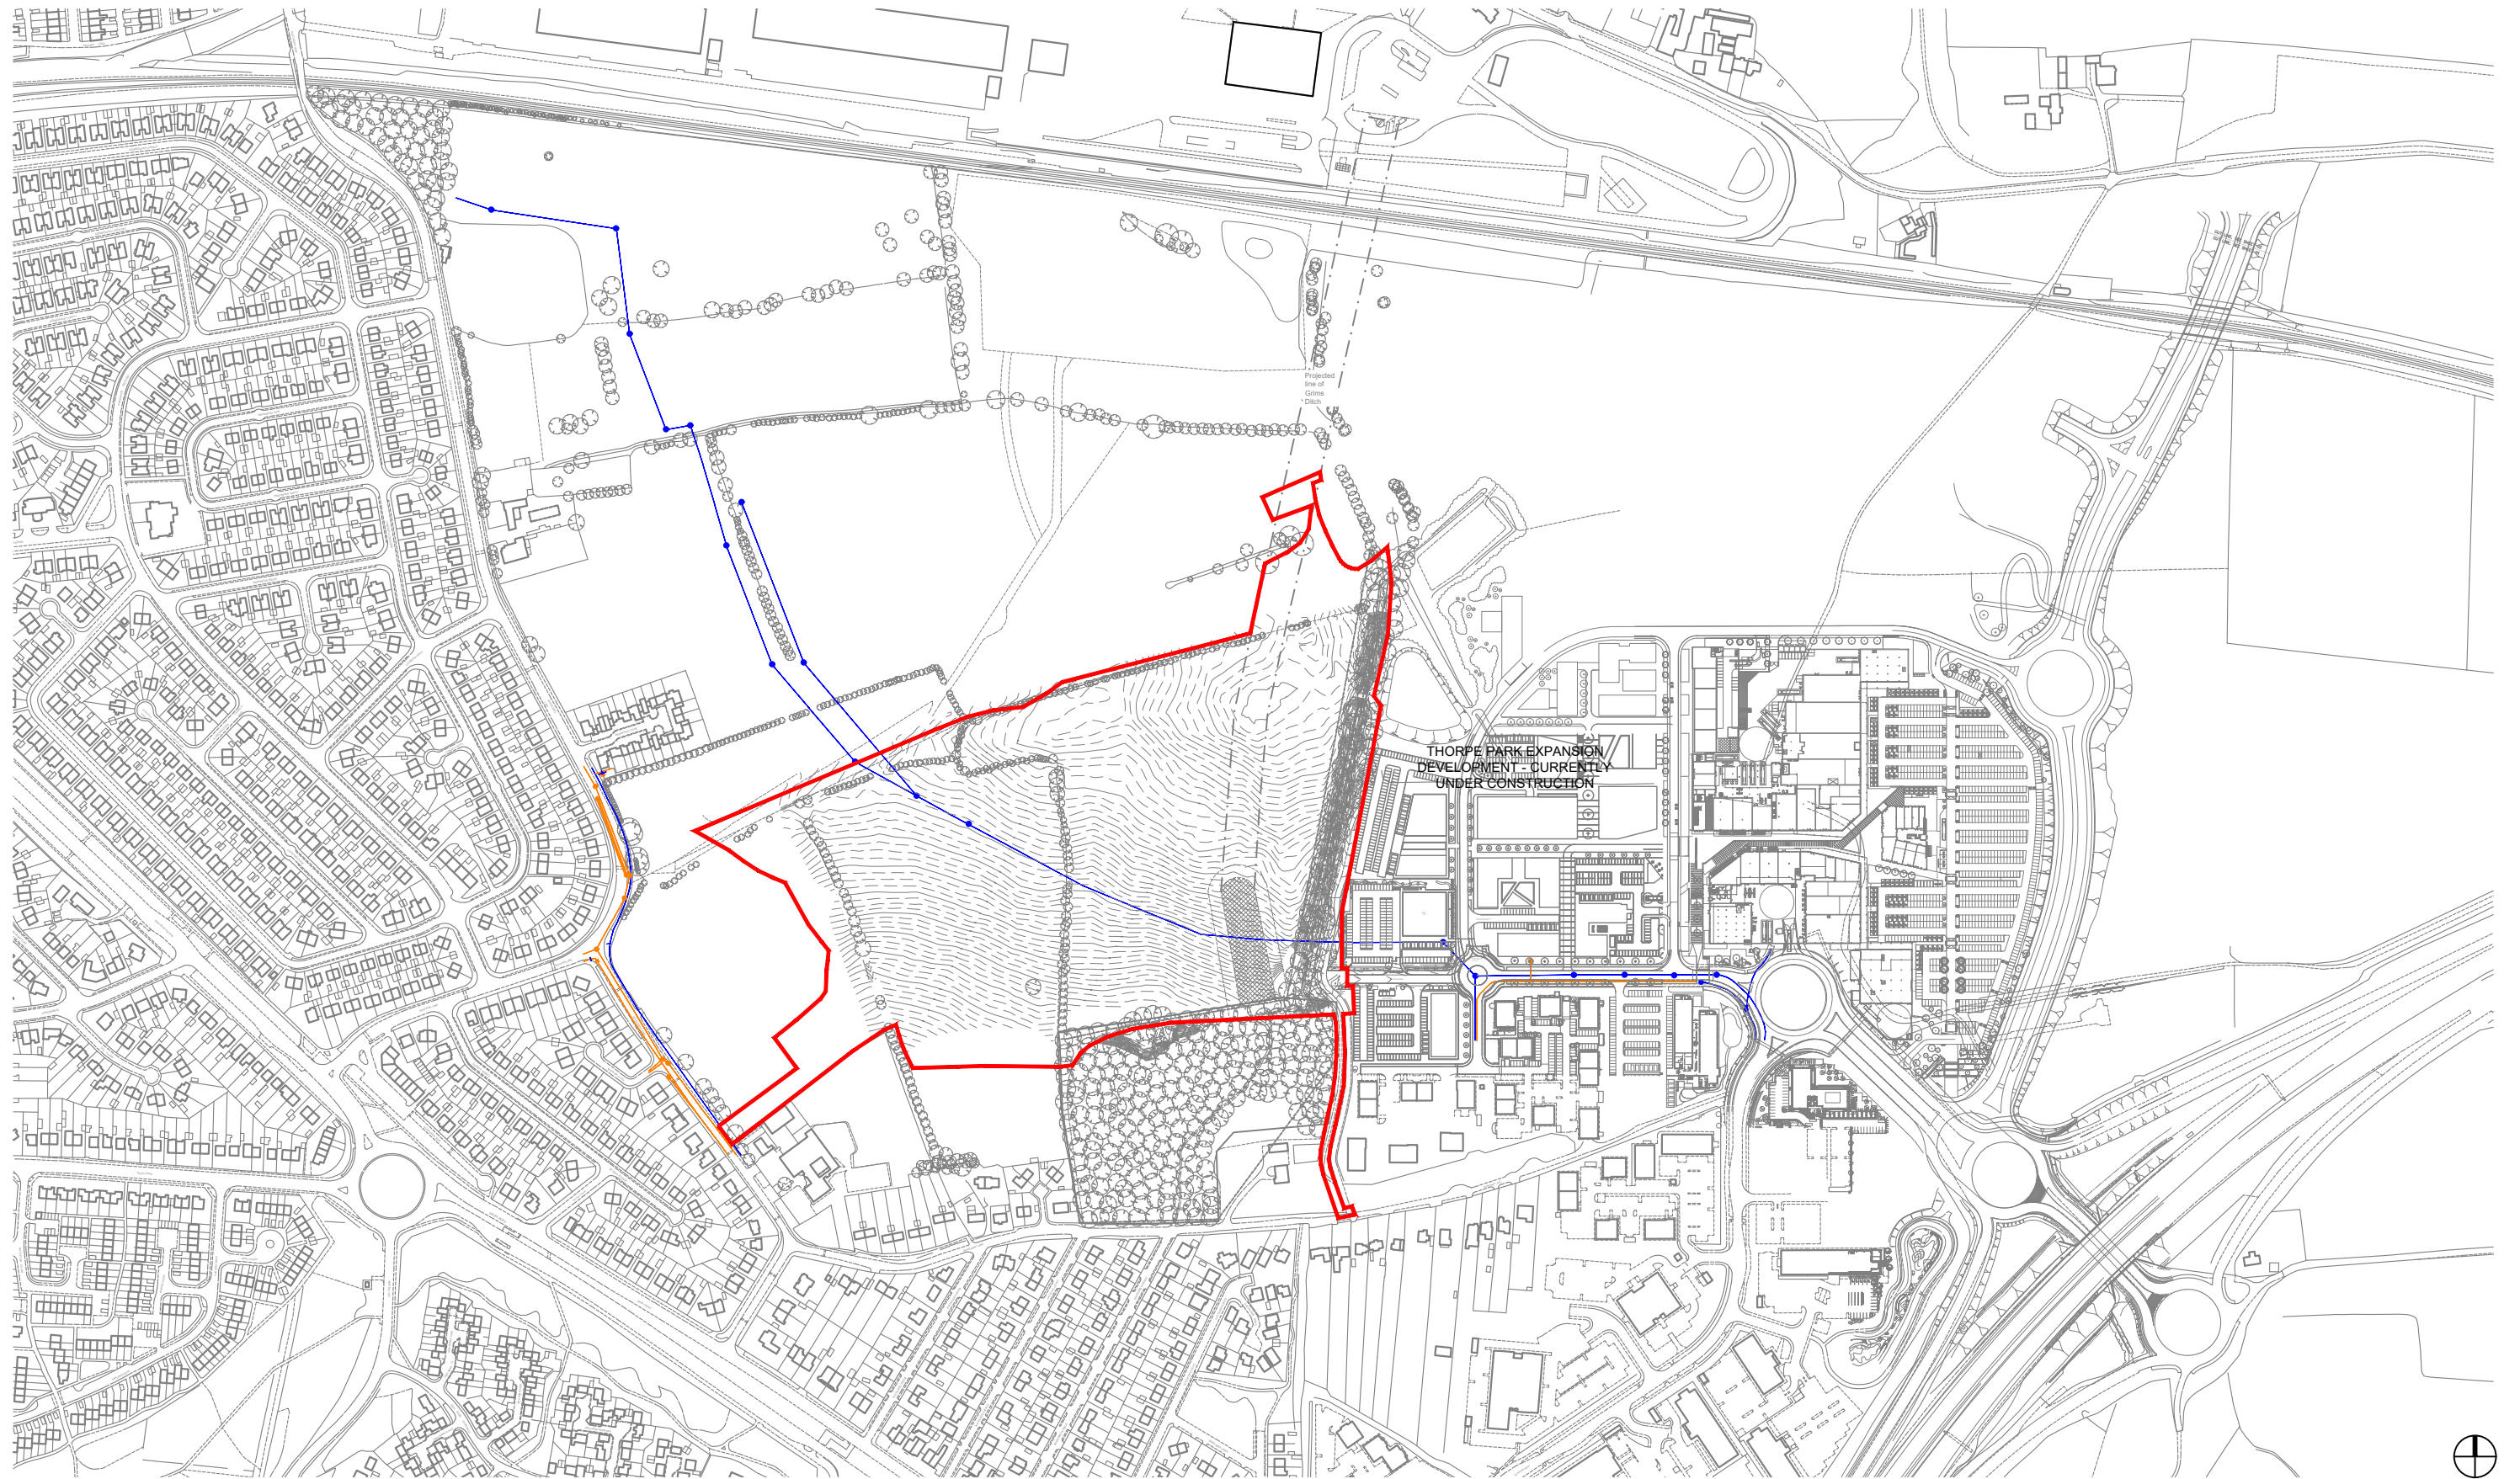 Projected
line of
Grims
Ditch
THORPE PARK EXPANSION
DEVELOPMENT - CURRENTLY
UNDER CONSTRUCTION